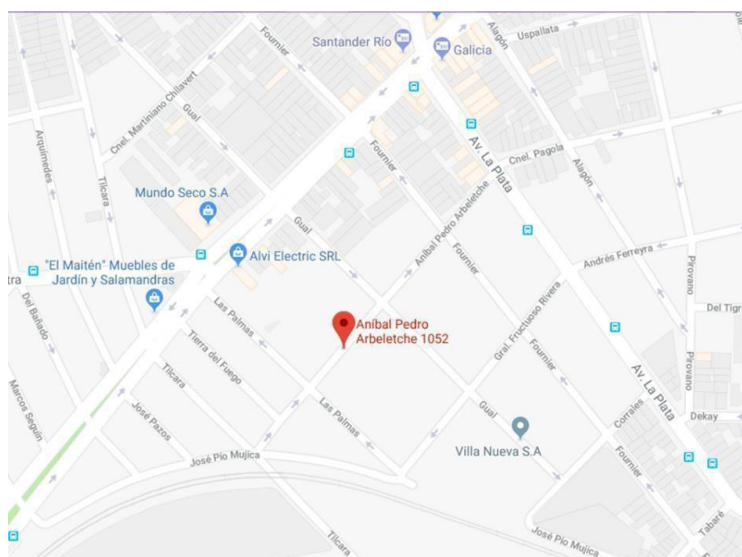 Uspallata
Santander Río
Galicia
Alagón
Fournier
Cnel. Martiniano Chilavert
Gual
Arquímedes
Tilcara
Fournier
Av. La Plata
Cnel. Pagola
Alagón
Mundo Seco S.A
Aníbal Pedro Arbeletche
Gual
Fournier
Andrés Ferreyra
Pirovano
"El Maitén" Muebles de
Jardín y Salamandras
tra
Alvi Electric SRL
Del Bañado
Las Palmas
Gral. Fructuoso Rivera
Del Tigr
Aníbal Pedro
Arbeletche 1052
Tierra del Fuego
Fournier
Av. La Plata
Pirovano
Tilcara
Marcos Seguin
José Pazos
Las Palmas
Gual
Corrales
Dekay
Villa Nueva S.A
José Pío Mujica
Fournier
Tabaré
Tilcara
José Pío Mujica